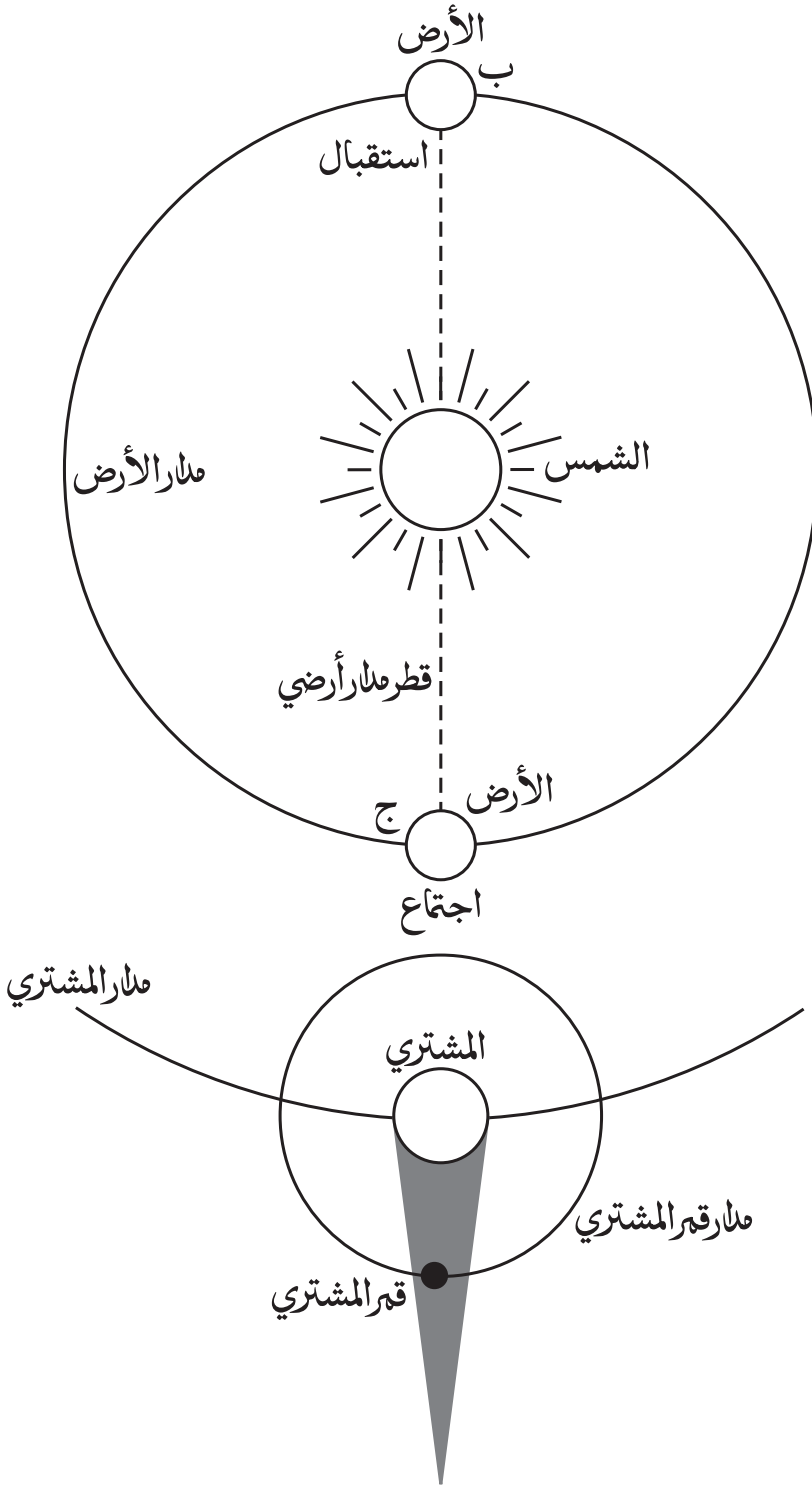 الأرض
ب
استقبال
الشمس
مدار الأرض
قطر مدار أرضي
الأرض
ج
اجتماع
مدار المشتري
المشتري
مدار قمر المشتري
قمر المشتري